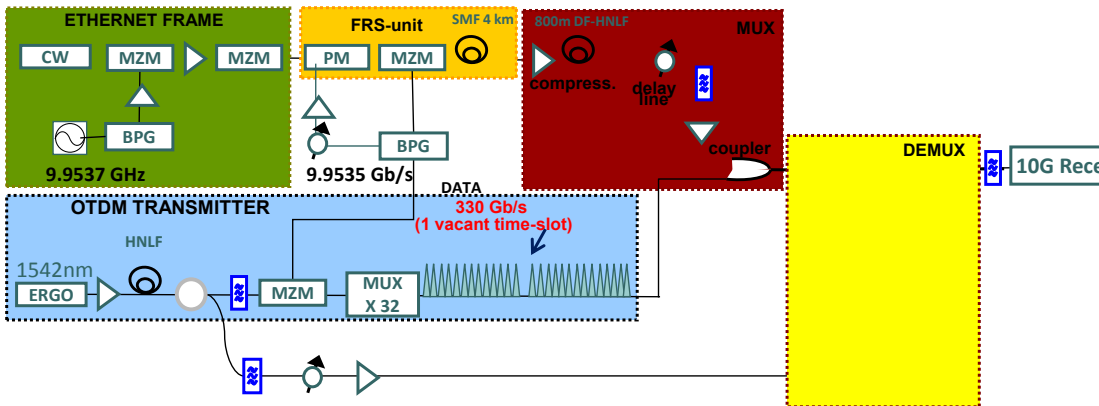 ETHERNET FRAME
CW
MZM
MZM
BPG
9.9537 GHz
FRS-unit
SMF 4 km
PM
MZM
BPG
9.9535 Gb/s
800m DF-HNLF
MUX
compress.
delay
line
coupler
DEMUX
10G Rece
DATA
OTDM TRANSMITTER
330 Gb/s
(1 vacant time-slot)
HNLF
1542nm
ERGO
MZM
MUX
X 32